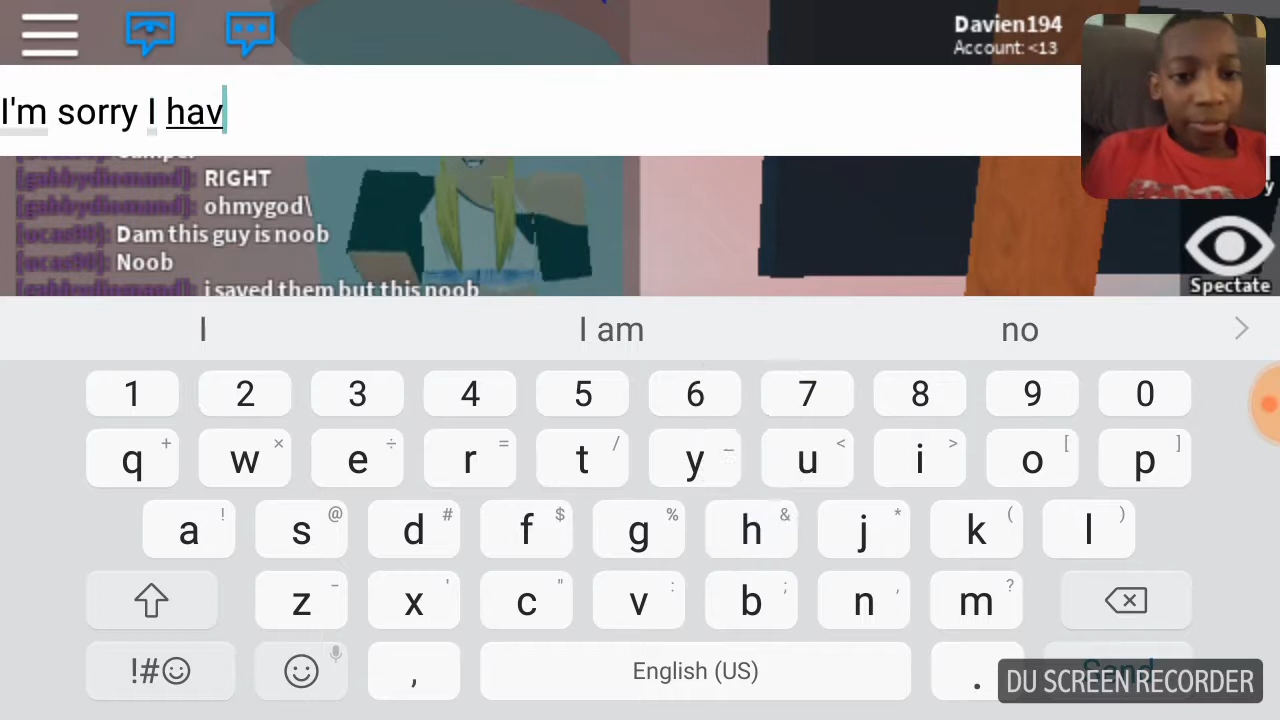 Davien194
Account: <13
I'm sorry I hav
RIGHT
ohmygod\
Dam this guy is noob
Noob
i saved them but this noob
Spectate
I I am no
1 2 3 4 5 6 7 8 9 0
q + w × e ÷ r = t / y _ u < i > o [ p ]
a ! s @ d # f $ g % h & j * k ( l )
z - x ' c " v : b ; n , m ?
!#☺ , English (US) . Send
DU SCREEN RECORDER